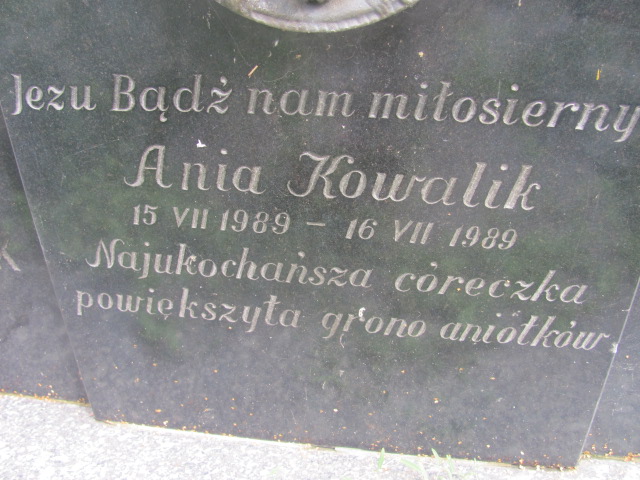 Jezu Bądź nam miłosierny
Ania Kowalik
15 VII 1989 – 16 VII 1989
Najukochańsza córeczka
powiększyła grono aniołków.